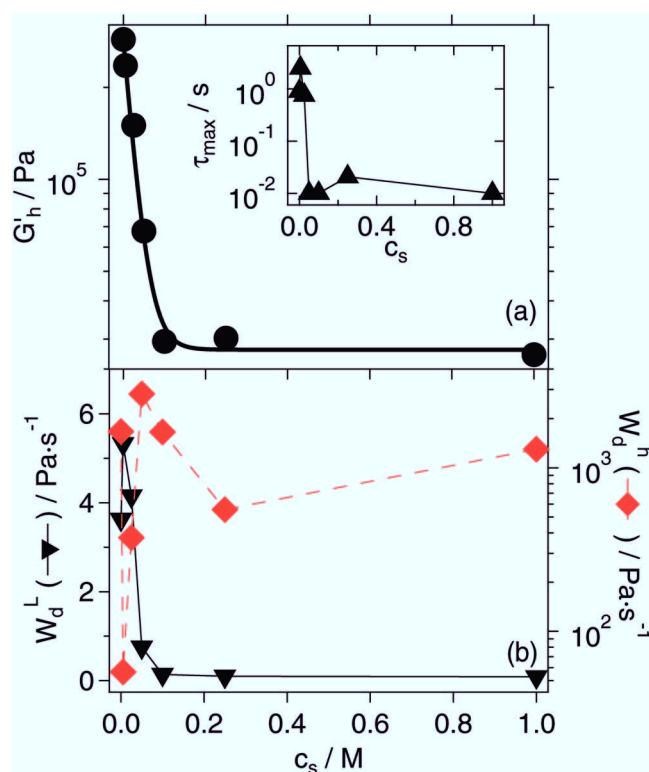 G'h / Pa
10^5
τmax / s
10^0
10^-1
10^-2
0.0 0.4 0.8
cs
(a)
W_d^L (—▼—) / Pa·s^-1
6
4
2
0
W_d^h (—◆—) / Pa·s^-1
10^3
10^2
(b)
0.0 0.2 0.4 0.6 0.8 1.0
cs / M